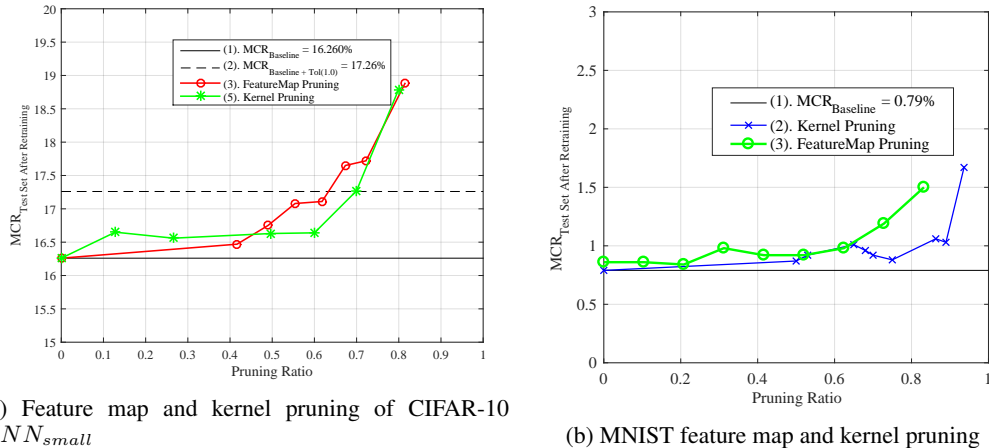 20
19.5
19
18.5
18
17.5
17
16.5
16
15.5
15
MCR_Test Set After Retraining
(1). MCR_Baseline = 16.260%
(2). MCR_Baseline + Tol(1.0) = 17.26%
(3). FeatureMap Pruning
(5). Kernel Pruning
0 0.1 0.2 0.3 0.4 0.5 0.6 0.7 0.8 0.9 1
Pruning Ratio
) Feature map and kernel pruning of CIFAR-10
NN_small
3
2.5
2
1.5
1
0.5
0
MCR_Test Set After Retraining
(1). MCR_Baseline = 0.79%
(2). Kernel Pruning
(3). FeatureMap Pruning
0 0.2 0.4 0.6 0.8 1
Pruning Ratio
(b) MNIST feature map and kernel pruning